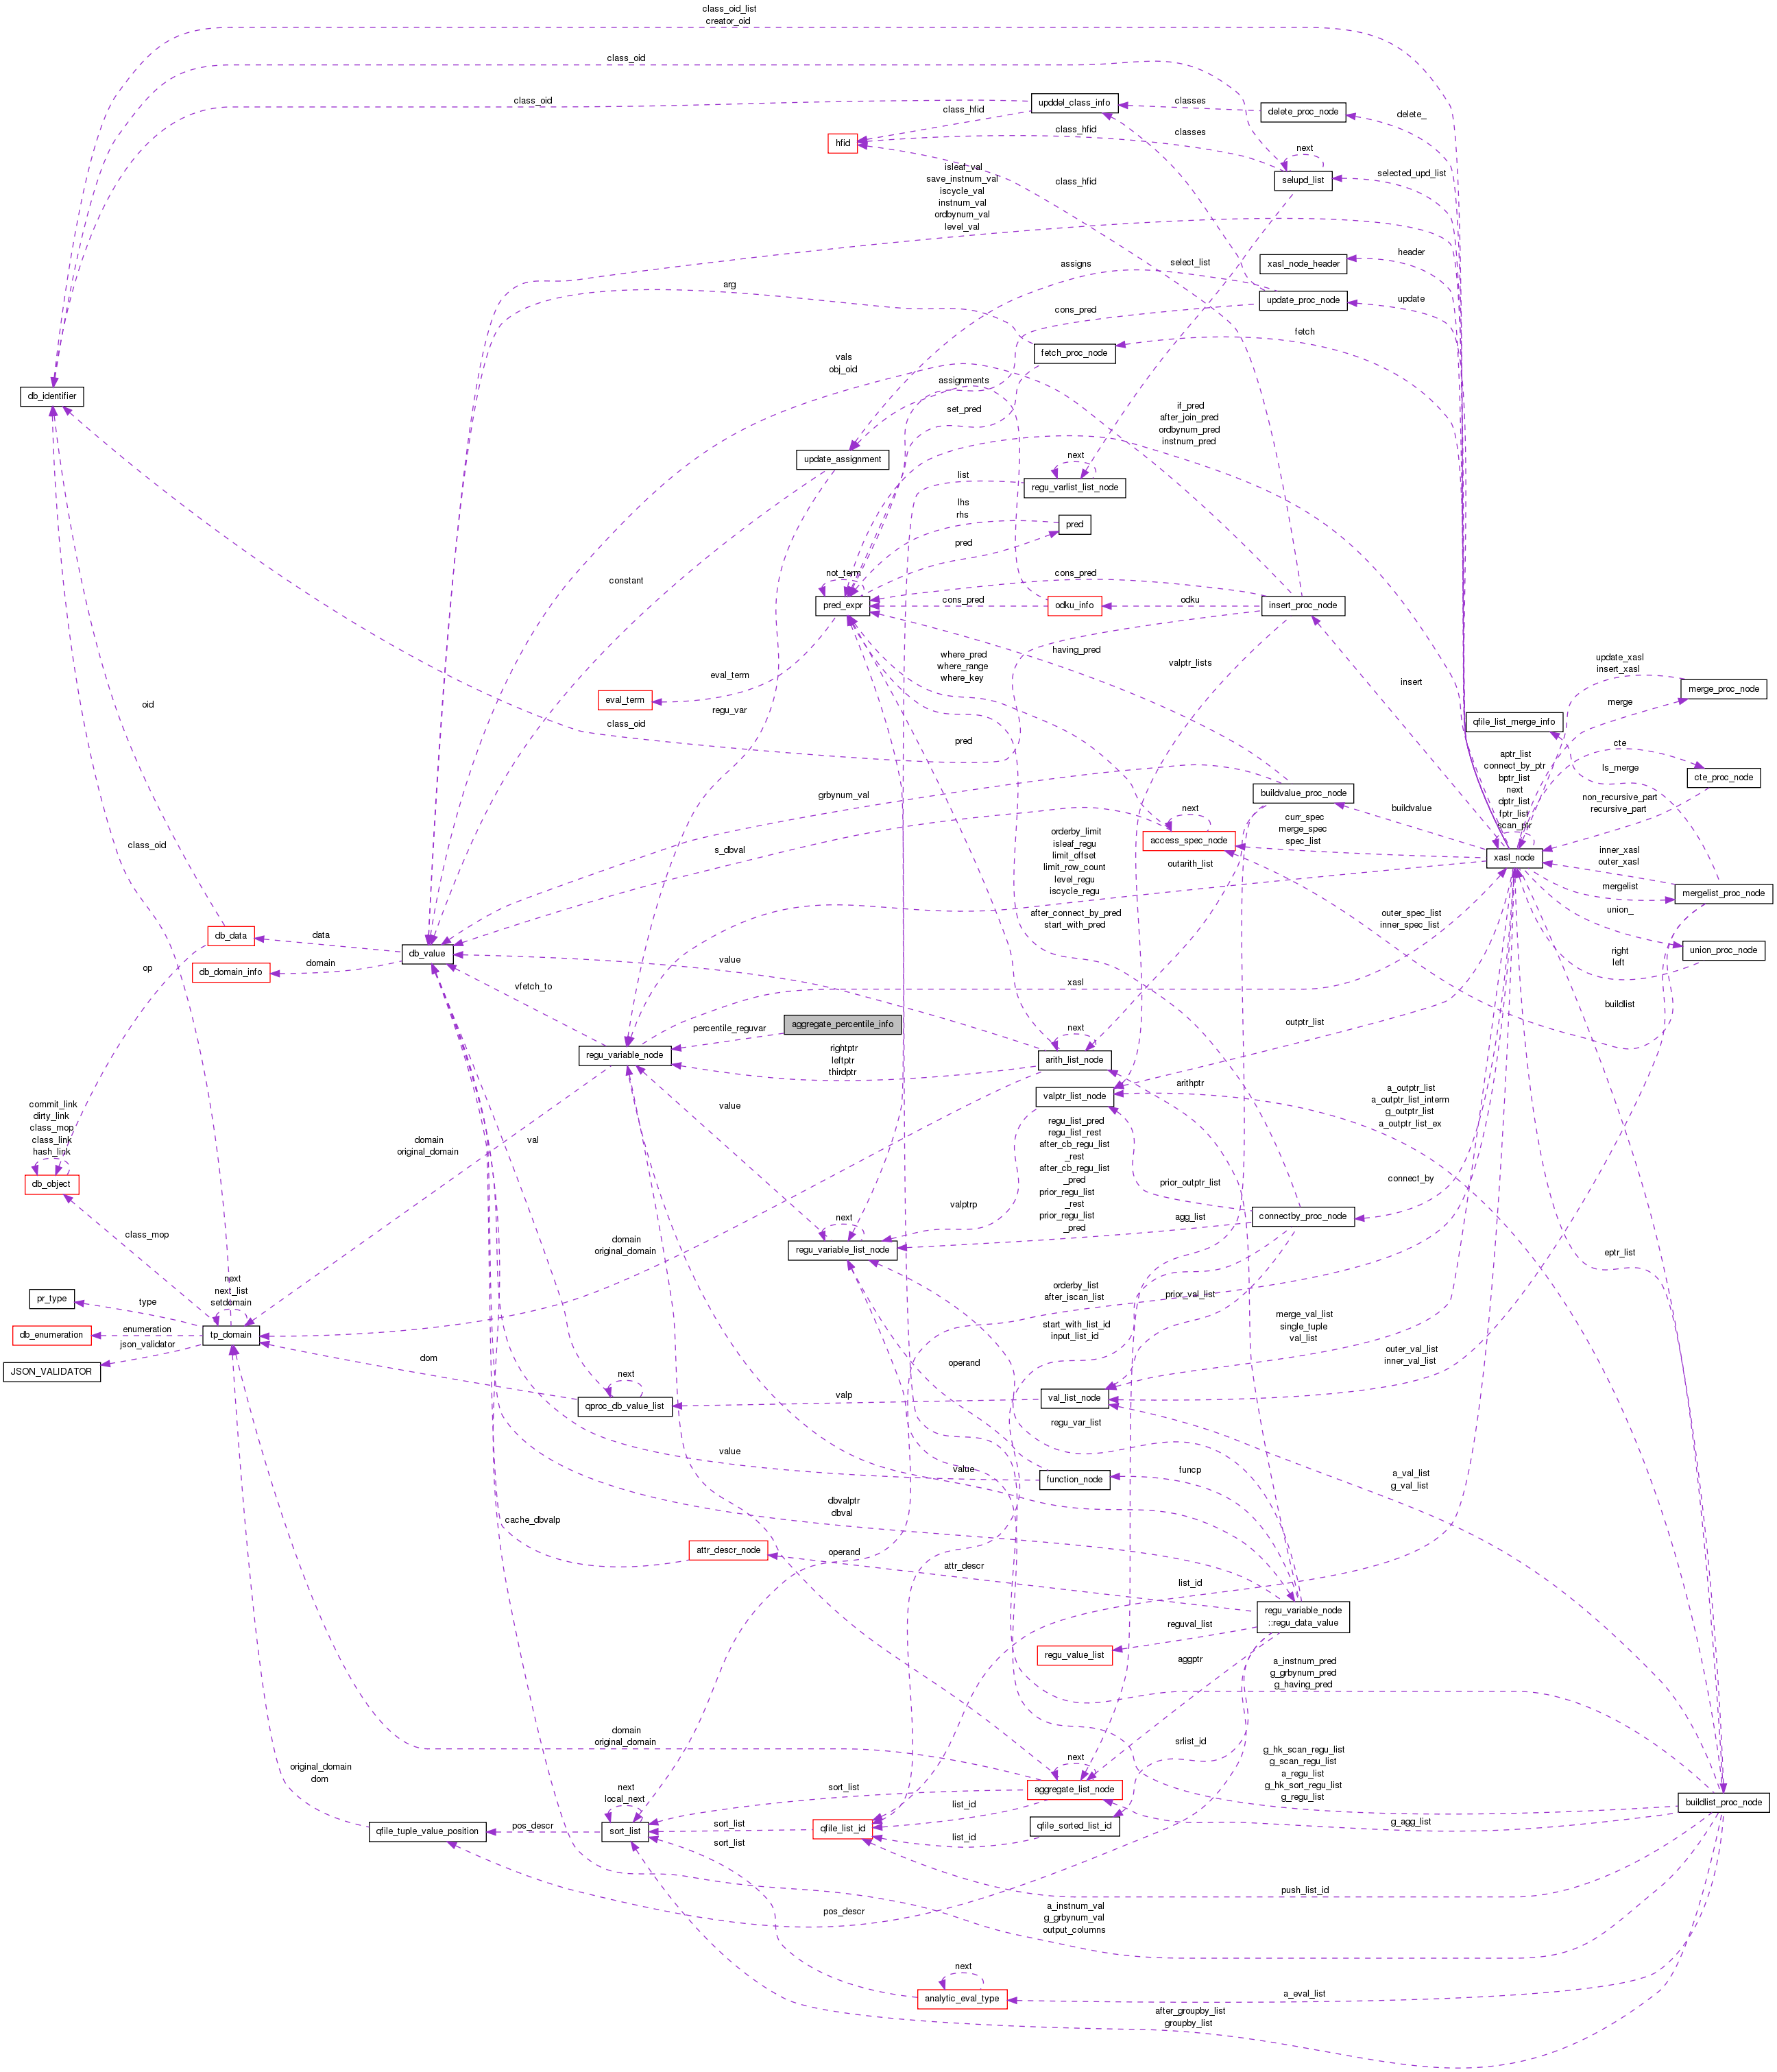 class_oid_list
creator_oid
class_oid
class_oid
upddel_class_info
classes
delete_proc_node
delete_
class_hfid
hfid
class_hfid
classes
next
selupd_list
selected_upd_list
isleaf_val
save_instnum_val
iscycle_val
instnum_val
ordbynum_val
level_val
class_hfid
xasl_node_header
header
assigns
select_list
arg
update_proc_node
update
cons_pred
fetch
fetch_proc_node
vals
obj_oid
assignments
db_identifier
set_pred
if_pred
after_join_pred
ordbynum_pred
instnum_pred
update_assignment
next
list
regu_varlist_list_node
lhs
rhs
pred
pred
constant
not_term
cons_pred
pred_expr
cons_pred
odku_info
odku
insert_proc_node
having_pred
where_pred
where_range
where_key
valptr_lists
update_xasl
insert_xasl
eval_term
eval_term
insert
merge_proc_node
merge
oid
regu_var
class_oid
qfile_list_merge_info
pred
cte
aptr_list
connect_by_ptr
bptr_list
next
dptr_list
fptr_list
scan_ptr
ls_merge
cte_proc_node
grbynum_val
buildvalue_proc_node
non_recursive_part
recursive_part
buildvalue
next
curr_spec
merge_spec
spec_list
class_oid
s_dbval
orderby_limit
isleaf_regu
limit_offset
limit_row_count
level_regu
iscycle_regu
access_spec_node
outarith_list
inner_xasl
outer_xasl
xasl_node
mergelist
mergelist_proc_node
after_connect_by_pred
start_with_pred
outer_spec_list
inner_spec_list
union_
db_data
data
db_value
value
union_proc_node
right
left
op
db_domain_info
domain
vfetch_to
xasl
buildlist
aggregate_percentile_info
percentile_reguvar
outptr_list
next
regu_variable_node
rightptr
leftptr
thirdptr
arith_list_node
arithptr
valptr_list_node
a_outptr_list
a_outptr_list_interm
g_outptr_list
a_outptr_list_ex
commit_link
dirty_link
class_mop
class_link
hash_link
value
regu_list_pred
regu_list_rest
after_cb_regu_list
_rest
after_cb_regu_list
_pred
prior_regu_list
_rest
prior_regu_list
_pred
domain
original_domain
val
db_object
prior_outptr_list
connect_by
valptrp
next
agg_list
connectby_proc_node
class_mop
regu_variable_list_node
domain
original_domain
eptr_list
next
next_list
setdomain
orderby_list
after_iscan_list
prior_val_list
pr_type
type
merge_val_list
single_tuple
val_list
start_with_list_id
input_list_id
db_enumeration
enumeration
tp_domain
json_validator
JSON_VALIDATOR
dom
operand
outer_val_list
inner_val_list
next
qproc_db_value_list
valp
val_list_node
regu_var_list
value
value
function_node
funcp
a_val_list
g_val_list
dbvalptr
dbval
cache_dbvalp
attr_descr_node
operand
attr_descr
list_id
regu_variable_node
::regu_data_value
reguval_list
regu_value_list
aggptr
a_instnum_pred
g_grbynum_pred
g_having_pred
domain
original_domain
srlist_id
g_hk_scan_regu_list
g_scan_regu_list
a_regu_list
g_hk_sort_regu_list
g_regu_list
original_domain
dom
next
next
local_next
sort_list
aggregate_list_node
buildlist_proc_node
list_id
g_agg_list
qfile_tuple_value_position
pos_descr
sort_list
sort_list
qfile_list_id
list_id
qfile_sorted_list_id
sort_list
push_list_id
pos_descr
a_instnum_val
g_grbynum_val
output_columns
next
analytic_eval_type
a_eval_list
after_groupby_list
groupby_list